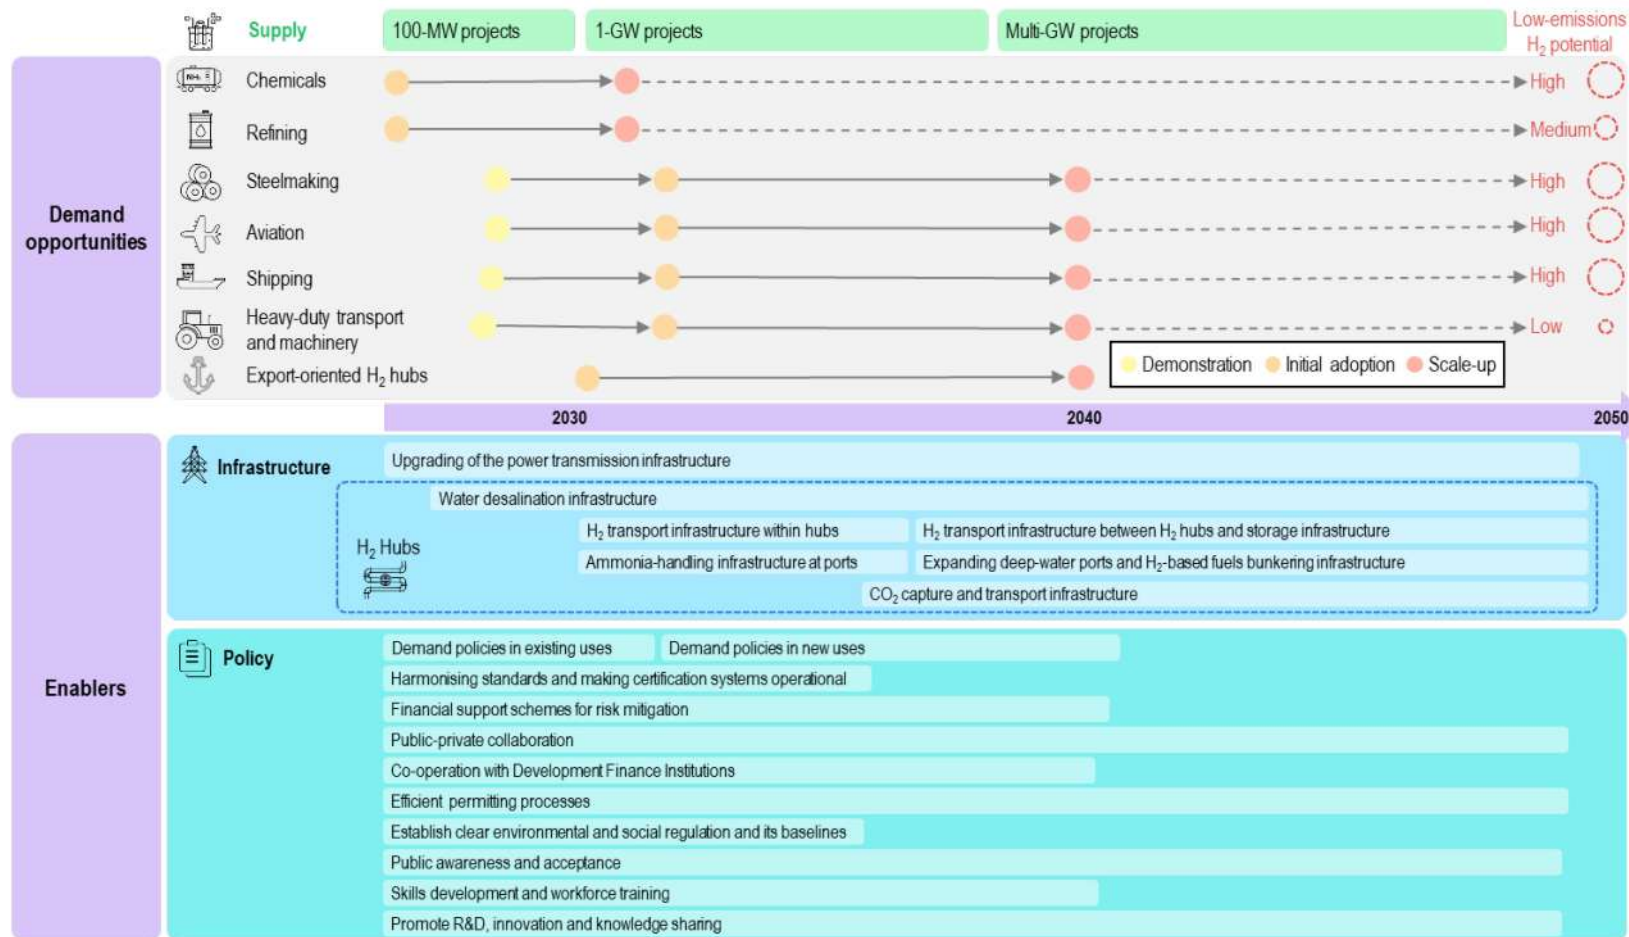 Supply
100-MW projects
1-GW projects
Multi-GW projects
Low-emissions
H₂ potential
Demand
opportunities
NH₃
Chemicals
High
Refining
Medium
Steelmaking
High
Aviation
High
Shipping
High
Heavy-duty transport
and machinery
Low
Export-oriented H₂ hubs
Demonstration
Initial adoption
Scale-up
2030
2040
2050
Enablers
Infrastructure
Upgrading of the power transmission infrastructure
H₂ Hubs
Water desalination infrastructure
H₂ transport infrastructure within hubs
H₂ transport infrastructure between H₂ hubs and storage infrastructure
Ammonia-handling infrastructure at ports
Expanding deep-water ports and H₂-based fuels bunkering infrastructure
CO₂ capture and transport infrastructure
Policy
Demand policies in existing uses
Demand policies in new uses
Harmonising standards and making certification systems operational
Financial support schemes for risk mitigation
Public-private collaboration
Co-operation with Development Finance Institutions
Efficient permitting processes
Establish clear environmental and social regulation and its baselines
Public awareness and acceptance
Skills development and workforce training
Promote R&D, innovation and knowledge sharing